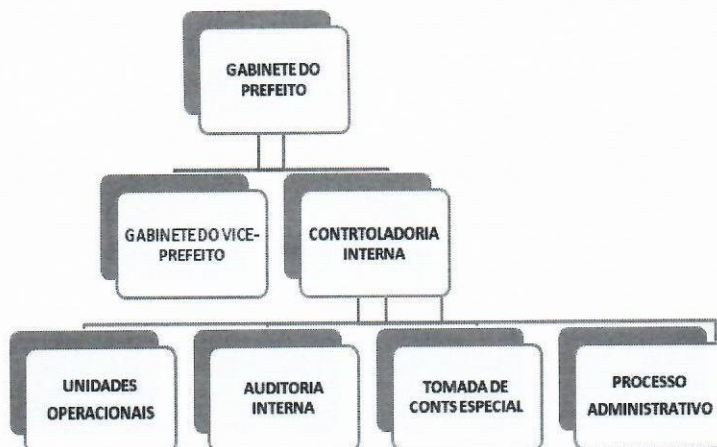 GABINETE DO
PREFEITO
GABINETE DO VICE-
PREFEITO
CONTRTOLADORIA
INTERNA
UNIDADES
OPERACIONAIS
AUDITORIA
INTERNA
TOMADA DE
CONTS ESPECIAL
PROCESSO
ADMINISTRATIVO